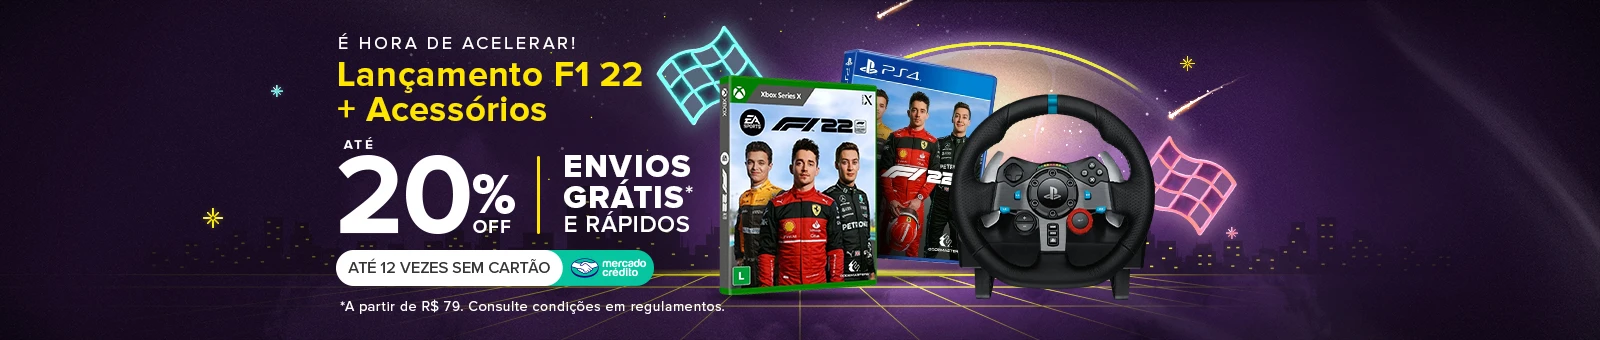 É HORA DE ACELERAR!
Lançamento F1 22
+ Acessórios
ATÉ
20%
OFF
ENVIOS
GRÁTIS*
E RÁPIDOS
ATÉ 12 VEZES SEM CARTÃO
mercado
crédito
*A partir de R$ 79. Consulte condições em regulamentos.
XBOX
Xbox Series X
X
EA
SPORTS
F1 22
PETRONAS
L
PS4
F1 22